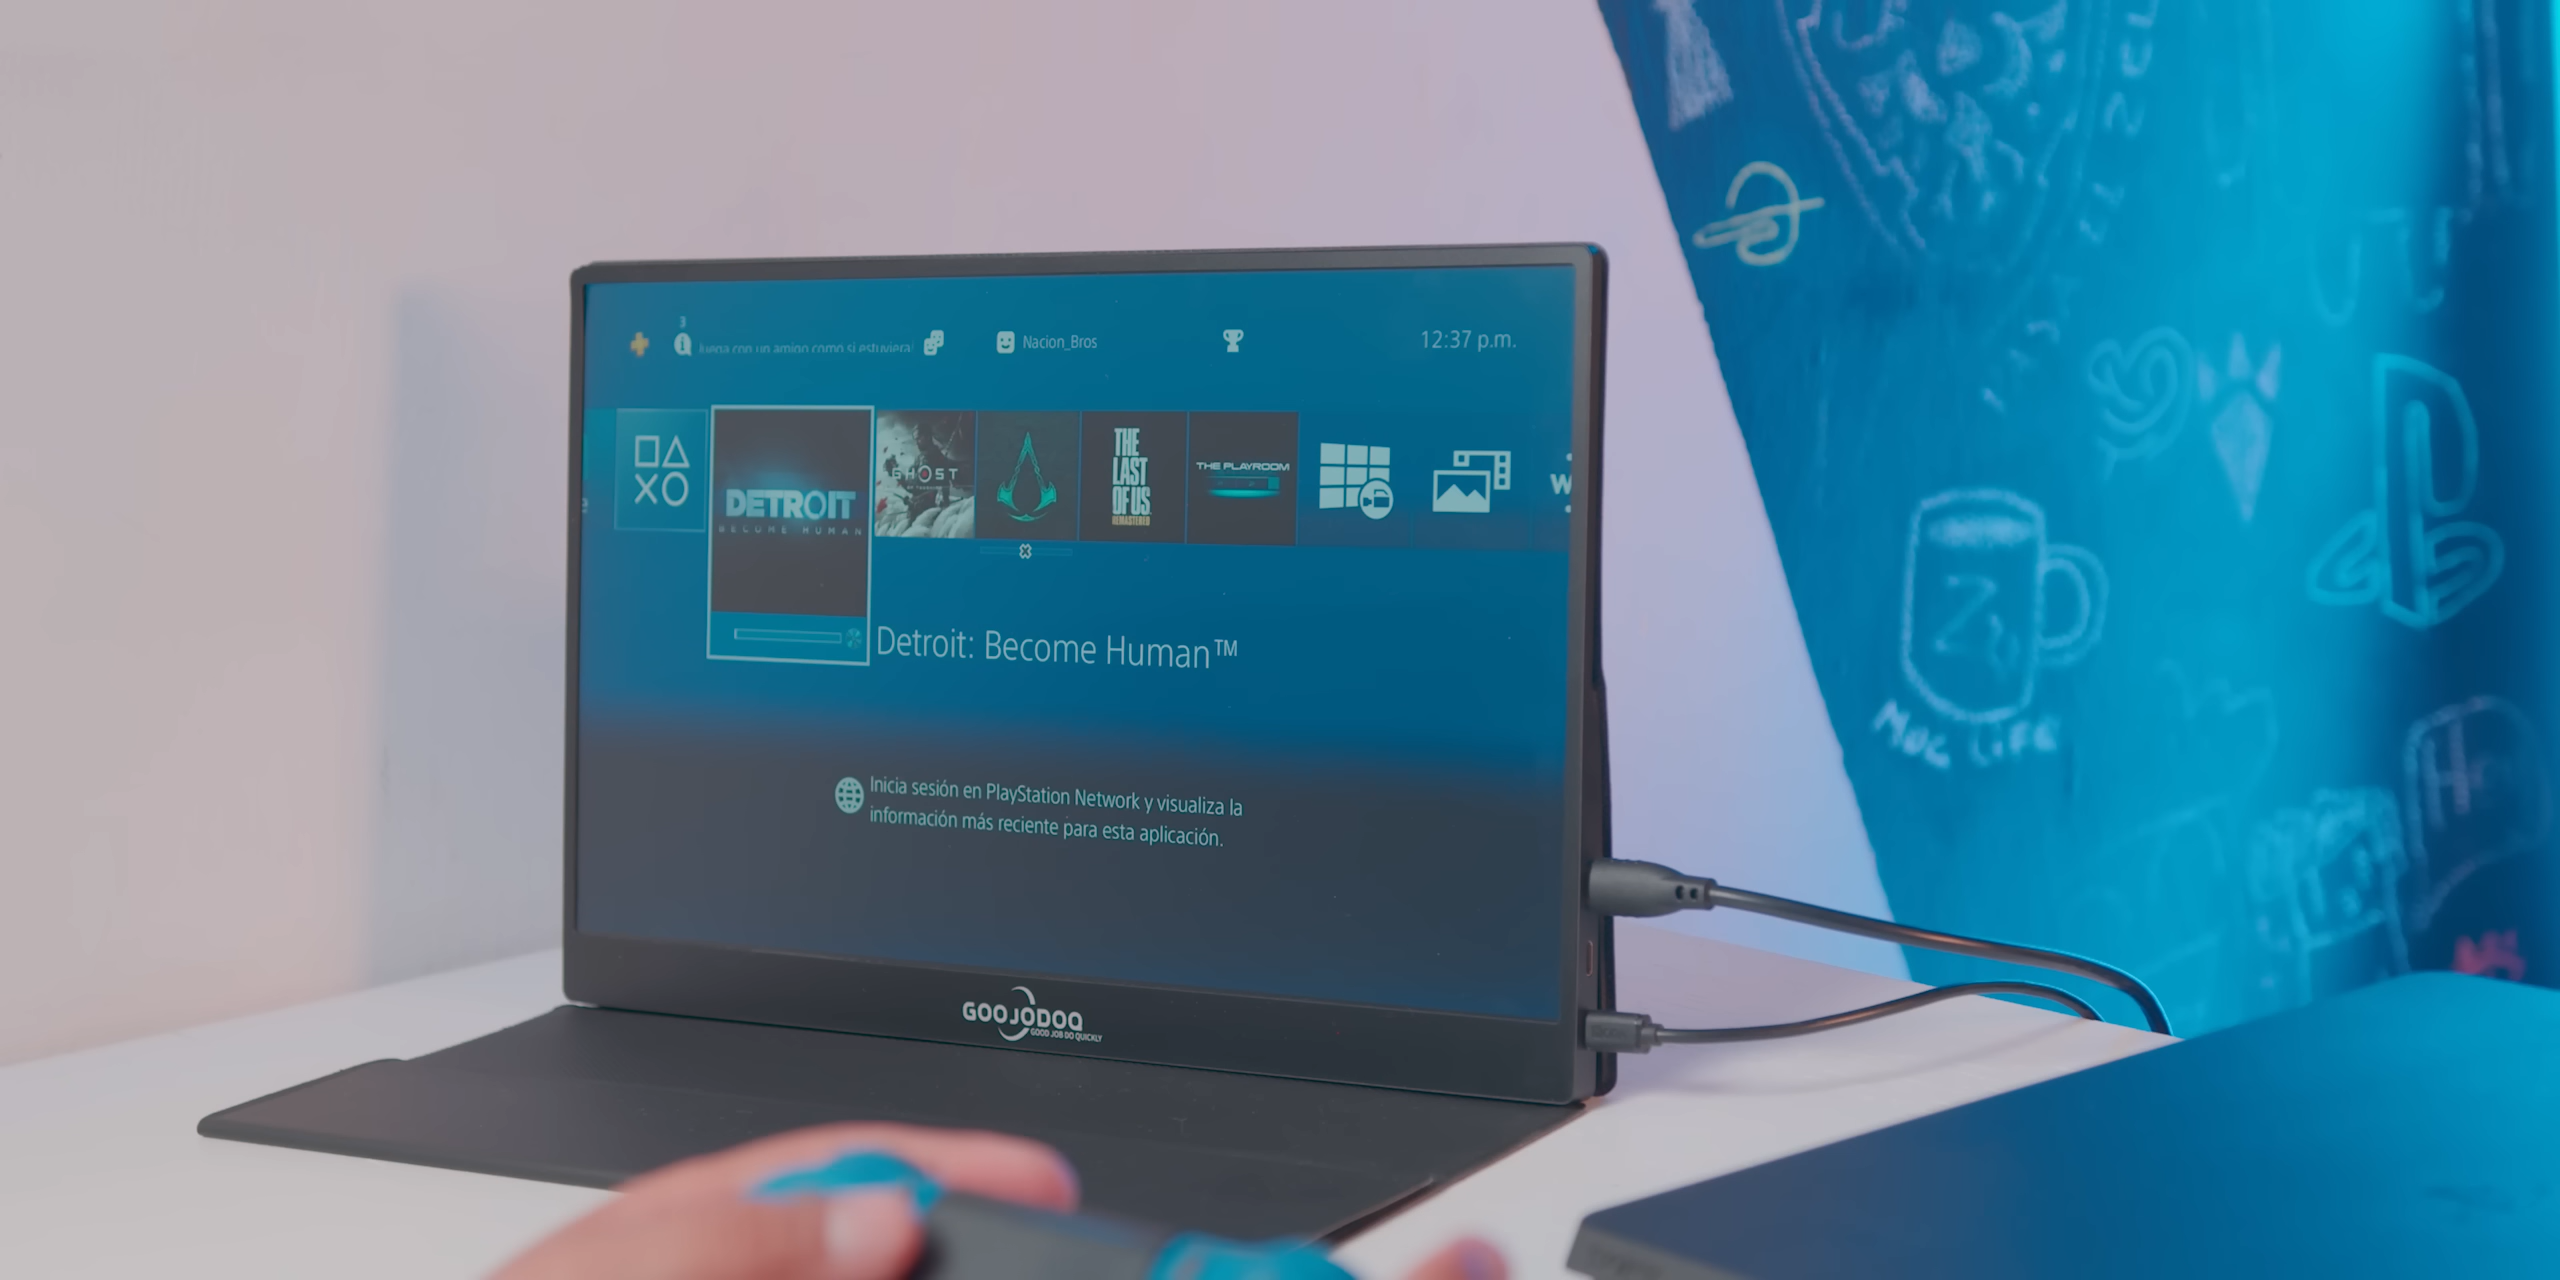 3
Juega con un amigo como si estuviera
Nacion_Bros
12:37 p.m.
DETROIT
BECOME HUMAN
GHOST
THE
LAST
OF US
REMASTERED
THE PLAYROOM
Detroit: Become Human™
Inicia sesión en PlayStation Network y visualiza la
información más reciente para esta aplicación.
GOOJODOQ
GOOD JOB DO QUICKLY
MUG LIFE